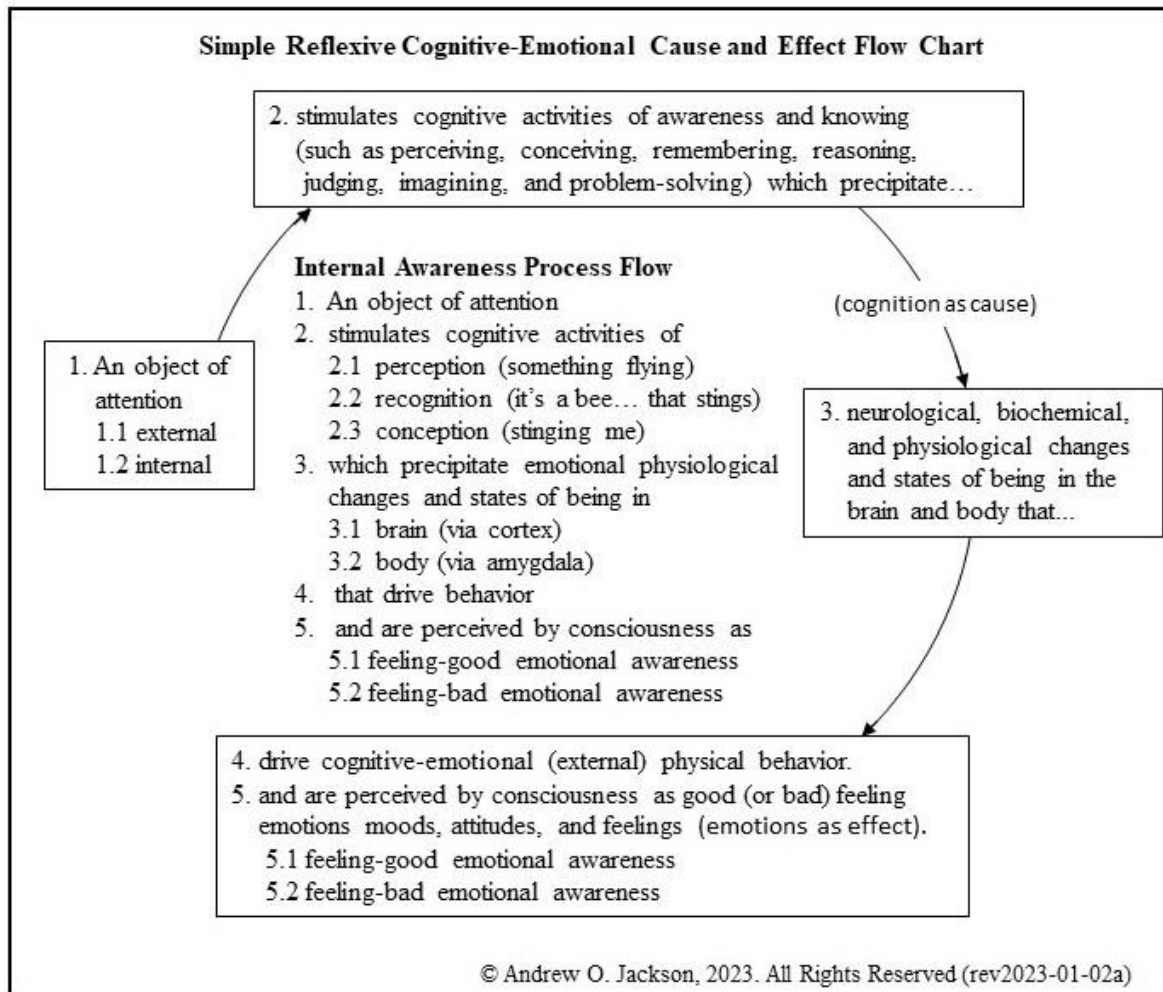 Simple Reflexive Cognitive-Emotional Cause and Effect Flow Chart
2. stimulates cognitive activities of awareness and knowing
(such as perceiving, conceiving, remembering, reasoning,
judging, imagining, and problem-solving) which precipitate…
Internal Awareness Process Flow
1. An object of attention
2. stimulates cognitive activities of
2.1 perception (something flying)
2.2 recognition (it's a bee… that stings)
2.3 conception (stinging me)
3. which precipitate emotional physiological
changes and states of being in
3.1 brain (via cortex)
3.2 body (via amygdala)
4. that drive behavior
5. and are perceived by consciousness as
5.1 feeling-good emotional awareness
5.2 feeling-bad emotional awareness
1. An object of
attention
1.1 external
1.2 internal
(cognition as cause)
3. neurological, biochemical,
and physiological changes
and states of being in the
brain and body that...
4. drive cognitive-emotional (external) physical behavior.
5. and are perceived by consciousness as good (or bad) feeling
emotions moods, attitudes, and feelings (emotions as effect).
5.1 feeling-good emotional awareness
5.2 feeling-bad emotional awareness
© Andrew O. Jackson, 2023. All Rights Reserved (rev2023-01-02a)